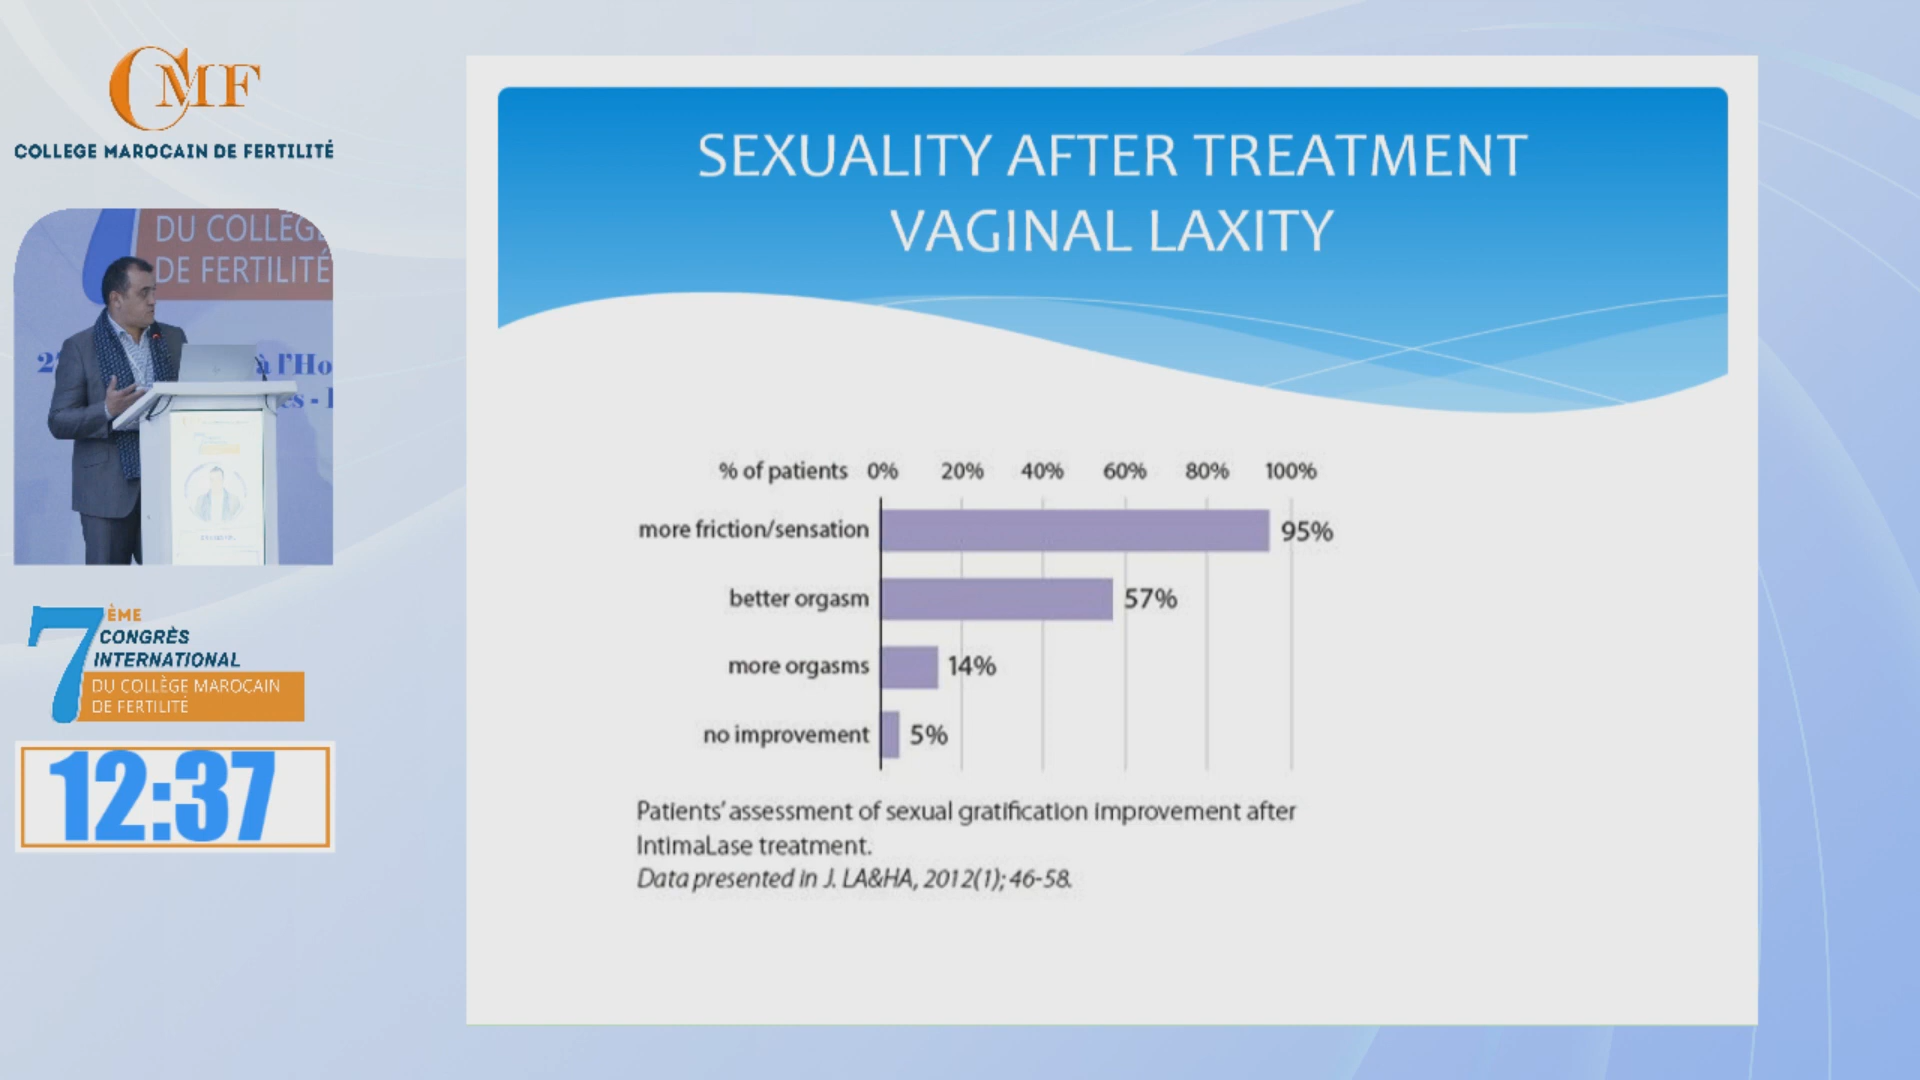 CMF
COLLEGE MAROCAIN DE FERTILITÉ
DU COLLÈG
DE FERTILITÉ
à l'Ho
7ÈME
CONGRÈS
INTERNATIONAL
DU COLLÈGE MAROCAIN
DE FERTILITÉ
12:37
SEXUALITY AFTER TREATMENT
VAGINAL LAXITY
% of patients 0% 20% 40% 60% 80% 100%
more friction/sensation 95%
better orgasm 57%
more orgasms 14%
no improvement 5%
Patients' assessment of sexual gratification improvement after
IntimaLase treatment.
Data presented in J. LA&HA, 2012(1); 46-58.